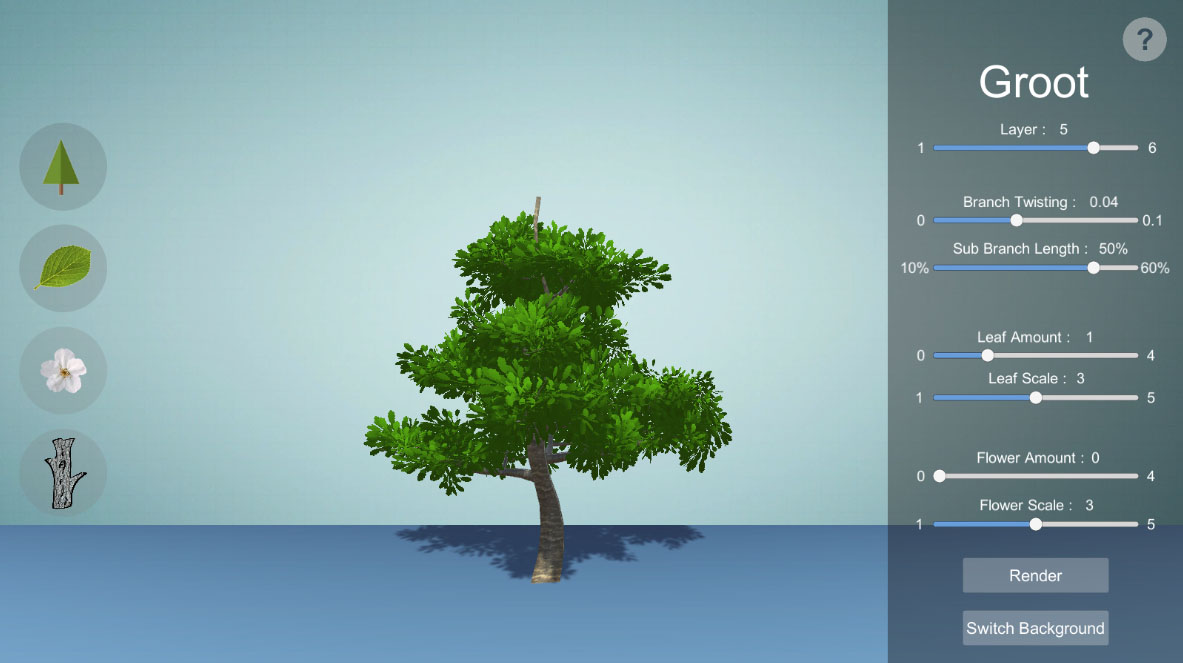 ?
Groot
Layer : 5
1 6
Branch Twisting : 0.04
0 0.1
Sub Branch Length : 50%
10% 60%
Leaf Amount : 1
0 4
Leaf Scale : 3
1 5
Flower Amount : 0
0 4
Flower Scale : 3
1 5
Render
Switch Background